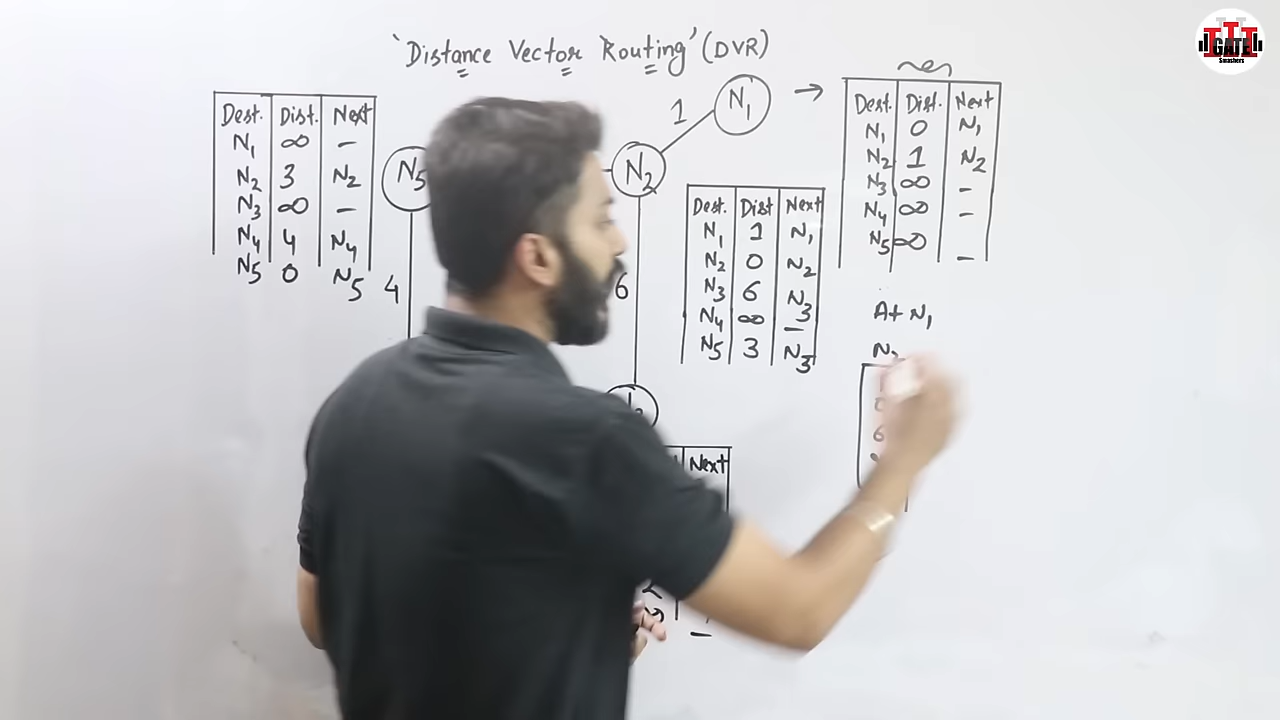 'Distance Vector Routing' (DVR)
GATE
Smashers
Dest. Dist. Next
N1 ∞ -
N2 3 N2
N3 ∞ -
N4 4 N4
N5 0 N5
N5
4
N2
1
N1
→
6
Dest. Dist Next
N1 1 N1
N2 0 N2
N3 6 N3
N4 ∞ -
N5 3 N3
Dest. Dist. Next
N1 0 N1
N2 1 N2
N3 ∞ -
N4 ∞ -
N5 ∞ -
At N1
N2
6
Next
-